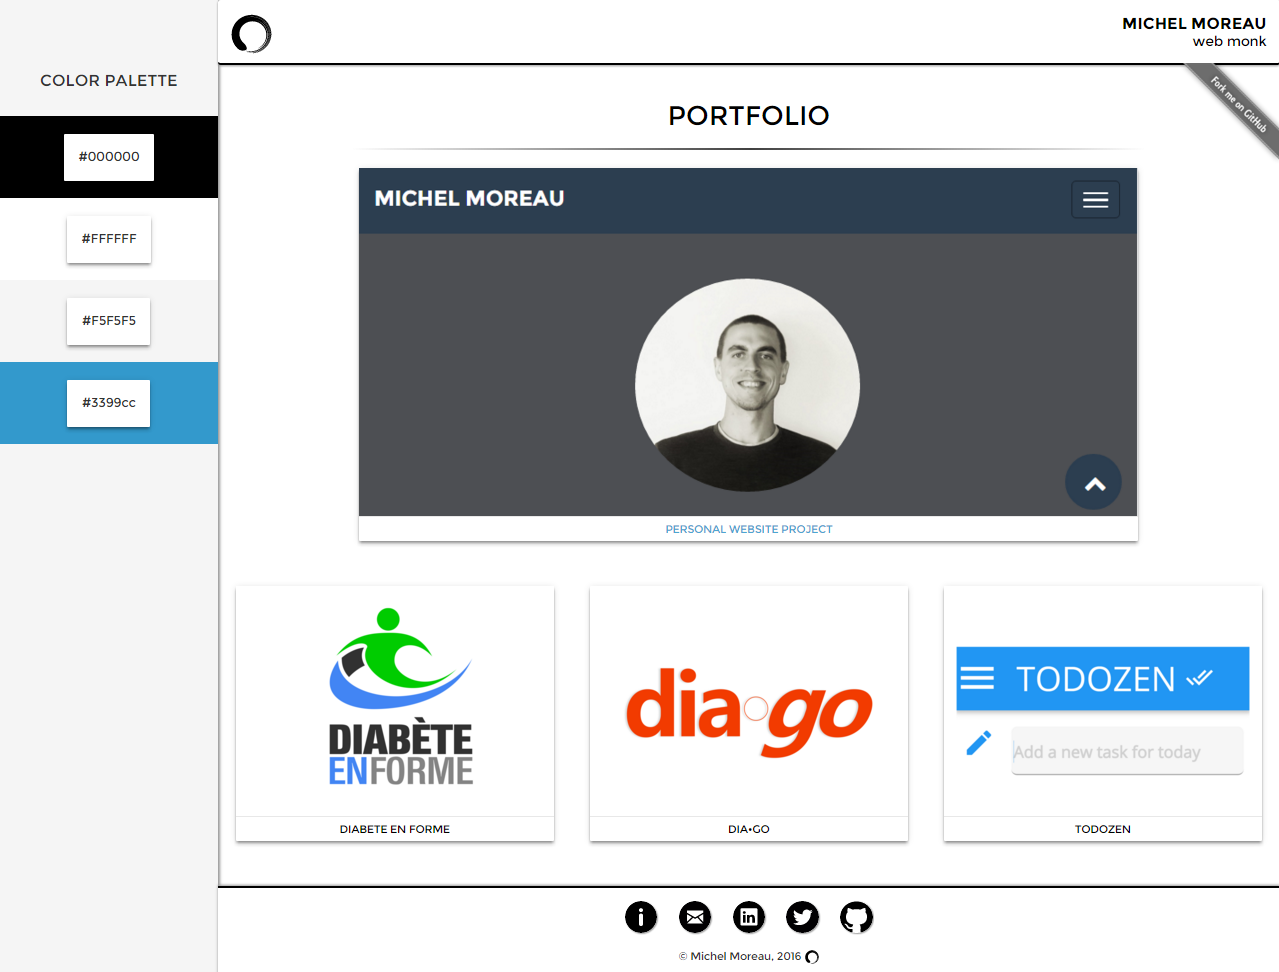 COLOR PALETTE
#000000
#FFFFFF
#F5F5F5
#3399cc
MICHEL MOREAU
web monk
Fork me on GitHub
PORTFOLIO
MICHEL MOREAU
PERSONAL WEBSITE PROJECT
DIABÈTE
ENFORME
DIABETE EN FORME
dia go
DIA•GO
TODOZEN
Add a new task for today
TODOZEN
© Michel Moreau, 2016